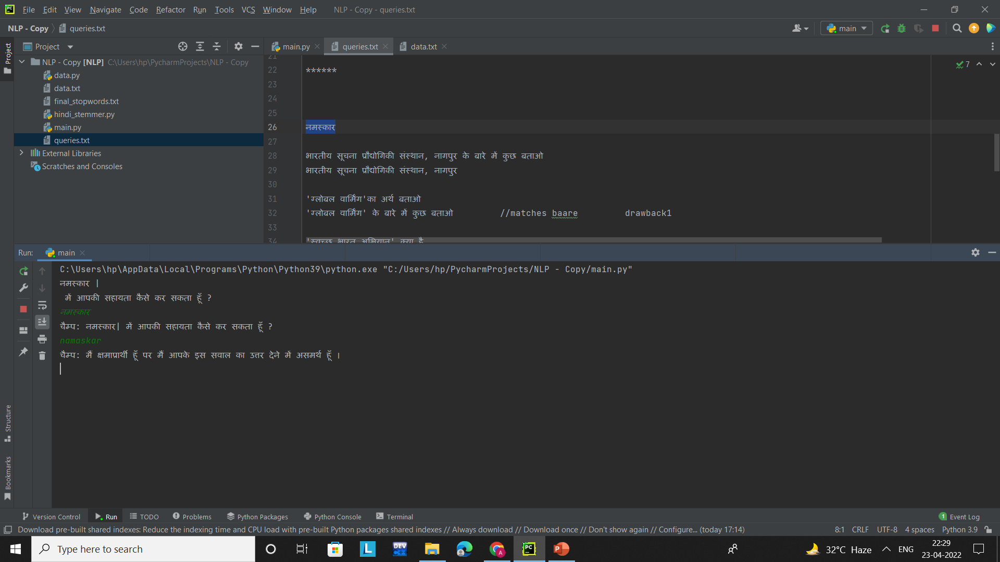 File Edit View Navigate Code Refactor Run Tools VCS Window Help NLP - Copy - queries.txt
NLP - Copy queries.txt main
Project
Project
main.py queries.txt data.txt
NLP - Copy [NLP] C:\Users\hp\PycharmProjects\NLP - Copy
data.py
data.txt
final_stopwords.txt
hindi_stemmer.py
main.py
queries.txt
External Libraries
Scratches and Consoles
21
22 ******
7
23
24
25
26 नमस्कार
27
28 भारतीय सूचना प्रौद्योगिकी संस्थान, नागपुर के बारे में कुछ बताओ
29 भारतीय सूचना प्रौद्योगिकी संस्थान, नागपुर
30
31 'ग्लोबल वार्मिंग'का अर्थ बताओ
32 'ग्लोबल वार्मिंग' के बारे में कुछ बताओ //matches baare drawback1
33
34 'स्वच्छ भारत अभियान' क्या है
Run: main
C:\Users\hp\AppData\Local\Programs\Python\Python39\python.exe "C:/Users/hp/PycharmProjects/NLP - Copy/main.py"
नमस्कार |
में आपकी सहायता कैसे कर सकता हूँ ?
नमस्कार
चैम्प: नमस्कार| में आपकी सहायता कैसे कर सकता हूँ ?
namaskar
चैम्प: मैं क्षमाप्रार्थी हूँ पर मैं आपके इस सवाल का उत्तर देने में असमर्थ हूँ ।
Structure
Bookmarks
Version Control Run TODO Problems Python Packages Python Console Terminal 1 Event Log
Download pre-built shared indexes: Reduce the indexing time and CPU load with pre-built Python packages shared indexes // Always download // Download once // Don't show again // Configure... (today 17:14) 8:1 CRLF UTF-8 4 spaces Python 3.9
Type here to search
L
DEV C++
A
PC
P
32°C Haze ENG
22:29
23-04-2022